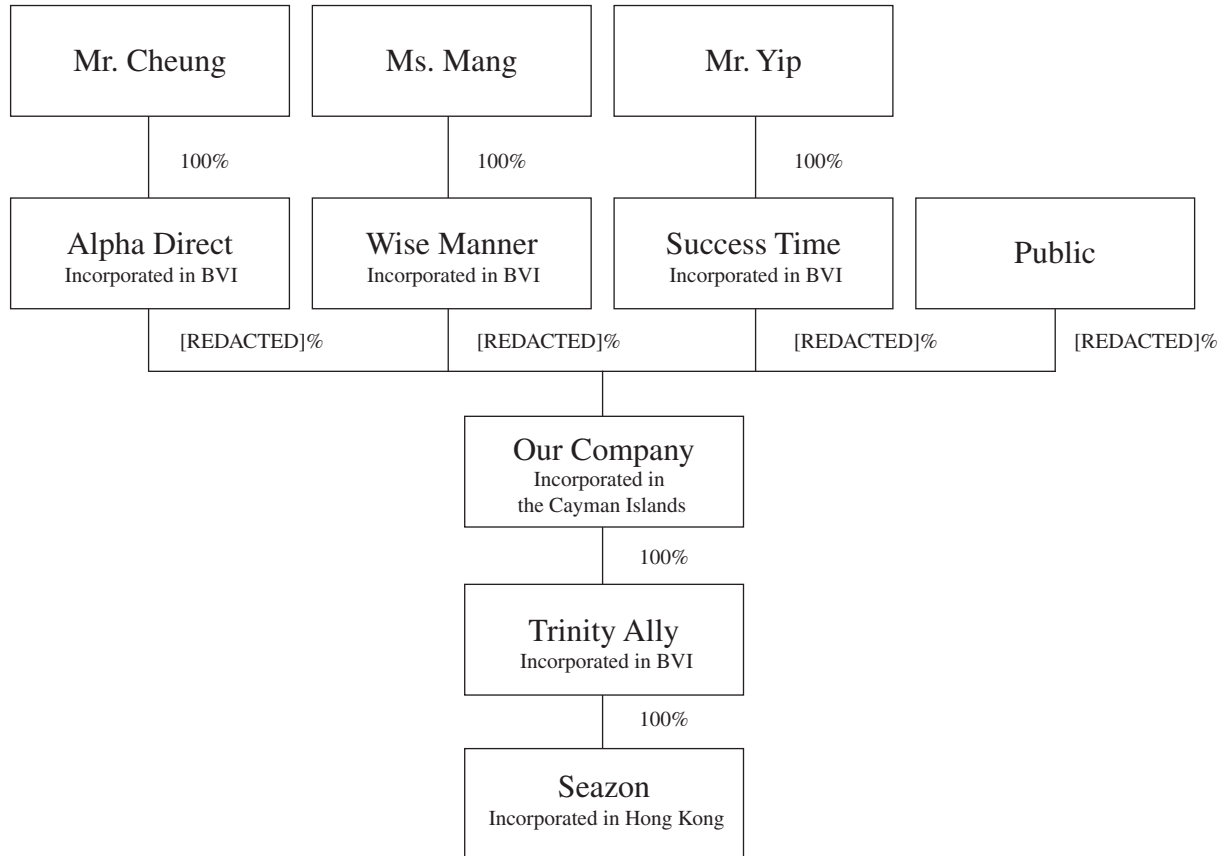 Mr. Cheung
Ms. Mang
Mr. Yip
100%
100%
100%
Alpha Direct
Incorporated in BVI
Wise Manner
Incorporated in BVI
Success Time
Incorporated in BVI
Public
[REDACTED]%
[REDACTED]%
[REDACTED]%
[REDACTED]%
Our Company
Incorporated in
the Cayman Islands
100%
Trinity Ally
Incorporated in BVI
100%
Seazon
Incorporated in Hong Kong